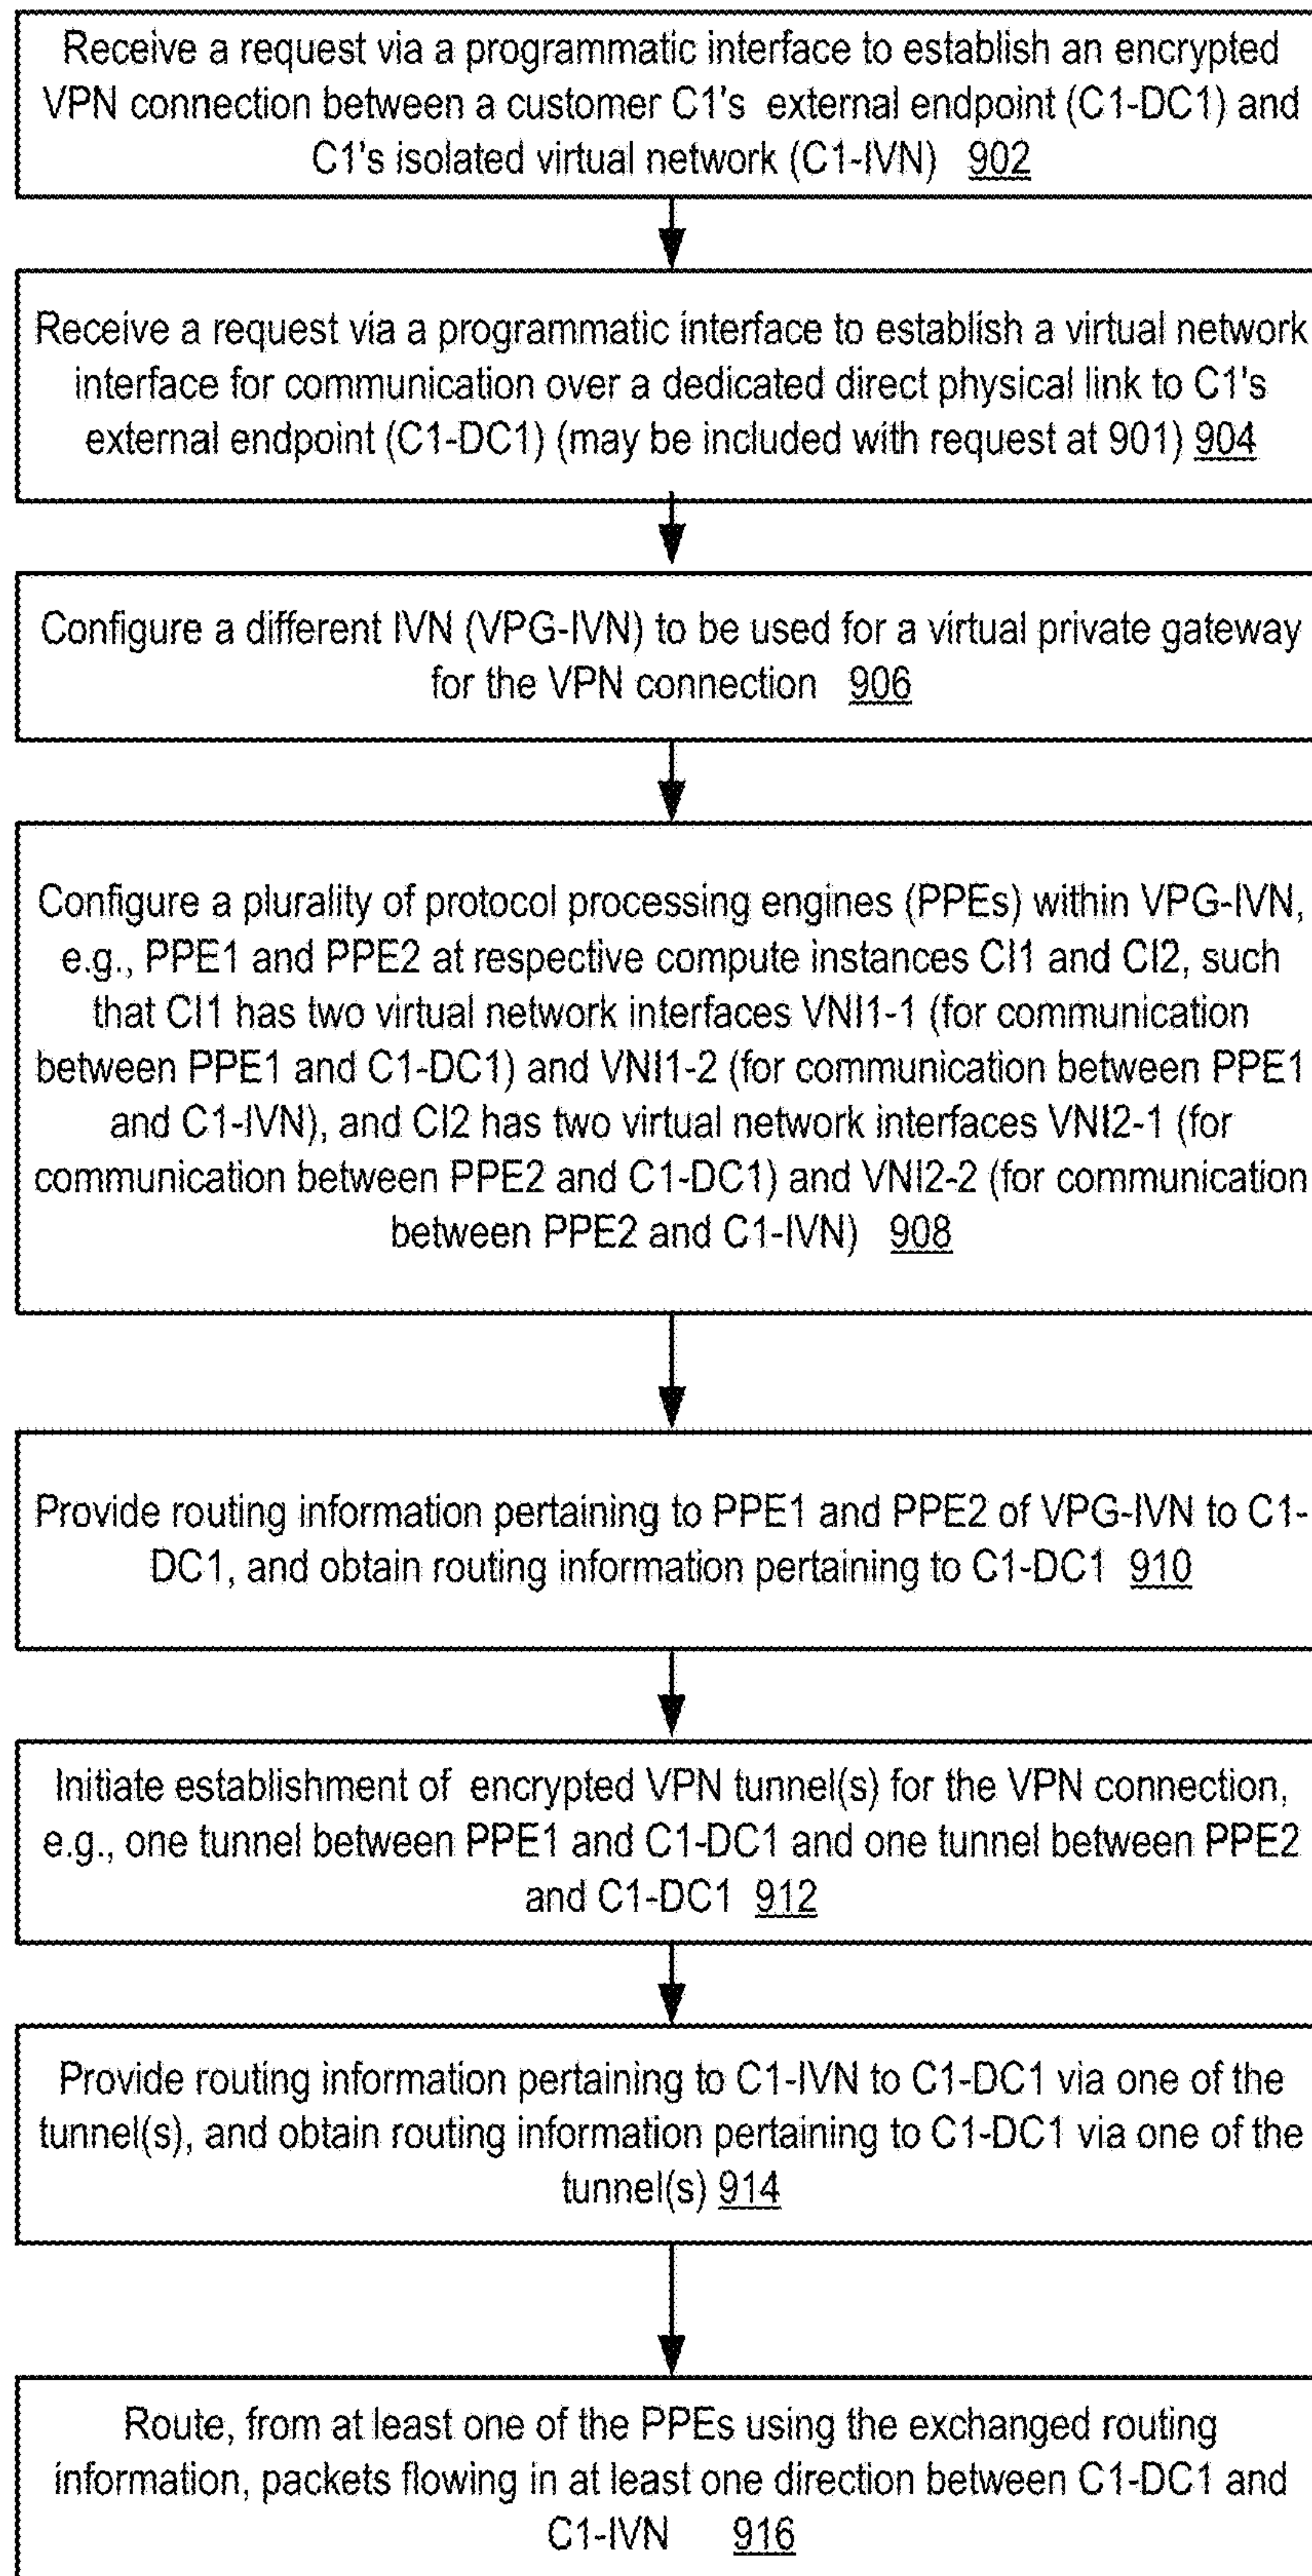 Receive a request via a programmatic interface to establish an encrypted
VPN connection between a customer C1's external endpoint (C1-DC1) and
C1's isolated virtual network (C1-IVN) 902
Receive a request via a programmatic interface to establish a virtual network
interface for communication over a dedicated direct physical link to C1's
external endpoint (C1-DC1) (may be included with request at 901) 904
Configure a different IVN (VPG-IVN) to be used for a virtual private gateway
for the VPN connection 906
Configure a plurality of protocol processing engines (PPEs) within VPG-IVN,
e.g., PPE1 and PPE2 at respective compute instances CI1 and CI2, such
that CI1 has two virtual network interfaces VNI1-1 (for communication
between PPE1 and C1-DC1) and VNI1-2 (for communication between PPE1
and C1-IVN), and CI2 has two virtual network interfaces VNI2-1 (for
communication between PPE2 and C1-DC1) and VNI2-2 (for communication
between PPE2 and C1-IVN) 908
Provide routing information pertaining to PPE1 and PPE2 of VPG-IVN to C1-
DC1, and obtain routing information pertaining to C1-DC1 910
Initiate establishment of encrypted VPN tunnel(s) for the VPN connection,
e.g., one tunnel between PPE1 and C1-DC1 and one tunnel between PPE2
and C1-DC1 912
Provide routing information pertaining to C1-IVN to C1-DC1 via one of the
tunnel(s), and obtain routing information pertaining to C1-DC1 via one of the
tunnel(s) 914
Route, from at least one of the PPEs using the exchanged routing
information, packets flowing in at least one direction between C1-DC1 and
C1-IVN 916